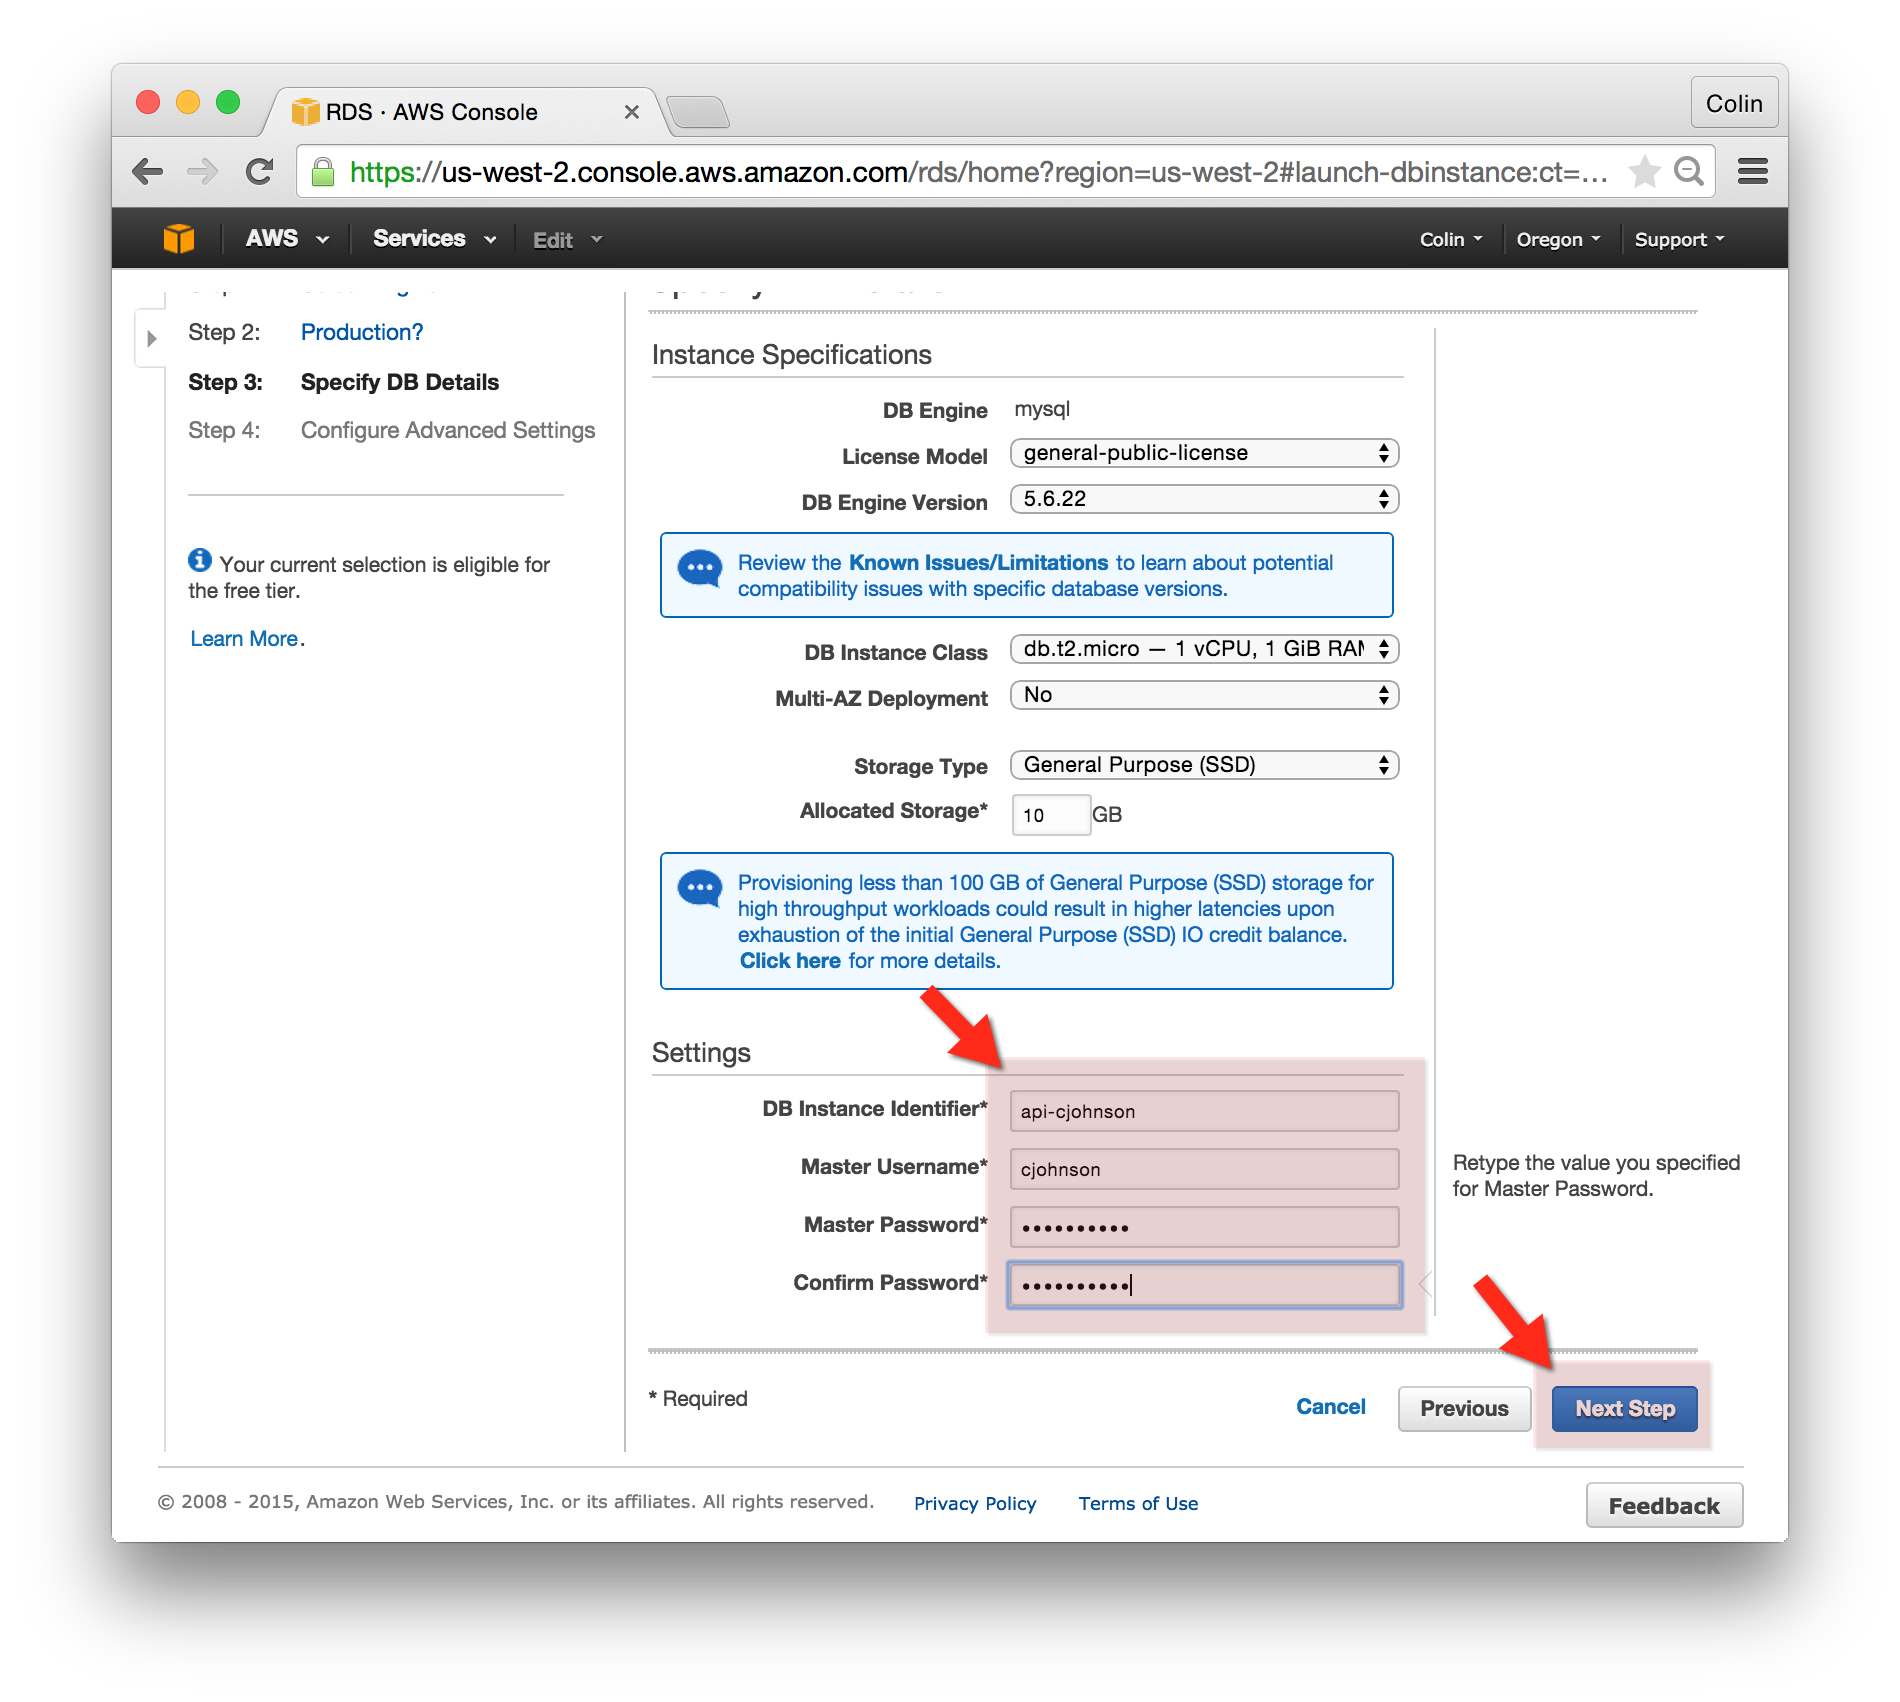 RDS · AWS Console
Colin
https://us-west-2.console.aws.amazon.com/rds/home?region=us-west-2#launch-dbinstance:ct=...
AWS Services Edit Colin Oregon Support
Step 2: Production?
Step 3: Specify DB Details
Step 4: Configure Advanced Settings
Your current selection is eligible for
the free tier.
Learn More.
Instance Specifications
DB Engine mysql
License Model general-public-license
DB Engine Version 5.6.22
Review the Known Issues/Limitations to learn about potential
compatibility issues with specific database versions.
DB Instance Class db.t2.micro — 1 vCPU, 1 GiB RAM
Multi-AZ Deployment No
Storage Type General Purpose (SSD)
Allocated Storage* 10 GB
Provisioning less than 100 GB of General Purpose (SSD) storage for
high throughput workloads could result in higher latencies upon
exhaustion of the initial General Purpose (SSD) IO credit balance.
Click here for more details.
Settings
DB Instance Identifier* api-cjohnson
Master Username* cjohnson
Master Password* ••••••••••
Confirm Password* ••••••••••
Retype the value you specified
for Master Password.
* Required
Cancel Previous Next Step
© 2008 - 2015, Amazon Web Services, Inc. or its affiliates. All rights reserved. Privacy Policy Terms of Use
Feedback